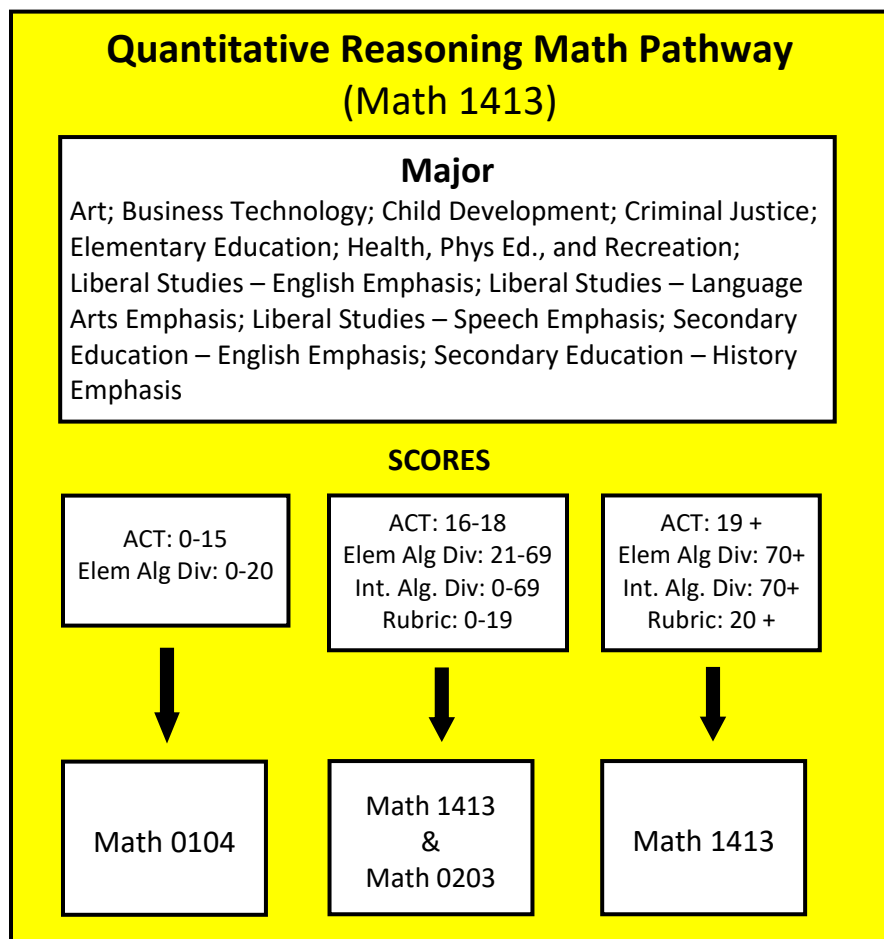 Quantitative Reasoning Math Pathway
(Math 1413)
Major
Art; Business Technology; Child Development; Criminal Justice;
Elementary Education; Health, Phys Ed., and Recreation;
Liberal Studies – English Emphasis; Liberal Studies – Language
Arts Emphasis; Liberal Studies – Speech Emphasis; Secondary
Education – English Emphasis; Secondary Education – History
Emphasis
SCORES
ACT: 0-15
Elem Alg Div: 0-20
ACT: 16-18
Elem Alg Div: 21-69
Int. Alg. Div: 0-69
Rubric: 0-19
ACT: 19 +
Elem Alg Div: 70+
Int. Alg. Div: 70+
Rubric: 20 +
Math 0104
Math 1413
&
Math 0203
Math 1413